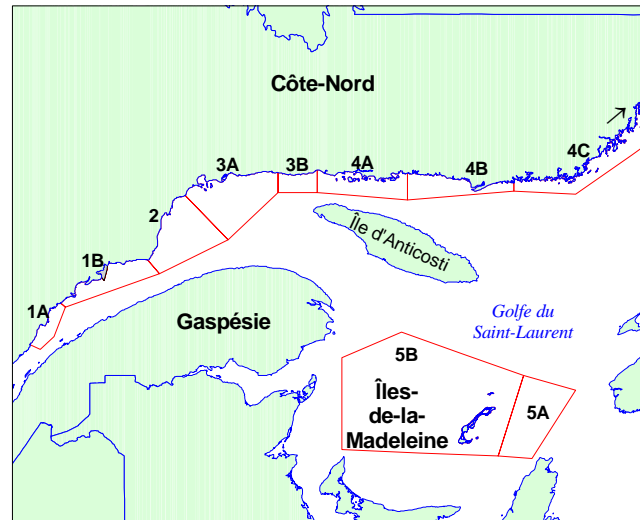 Côte-Nord
3A
3B
4A
4B
4C
2
Île d'Anticosti
1B
1A
Gaspésie
Golfe du
Saint-Laurent
5B
Îles-
de-la-
Madeleine
5A